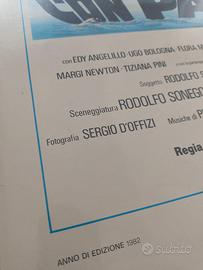 con EDY ANGELILLO · UGO BOLOGNA · FLORA
MARGI NEWTON · TIZIANA PINI
Soggetto RODOLFO
Sceneggiatura RODOLFO SONEGO
Fotografia SERGIO D'OFFIZI Musiche di
Regia
ANNO DI EDIZIONE 1982
subito